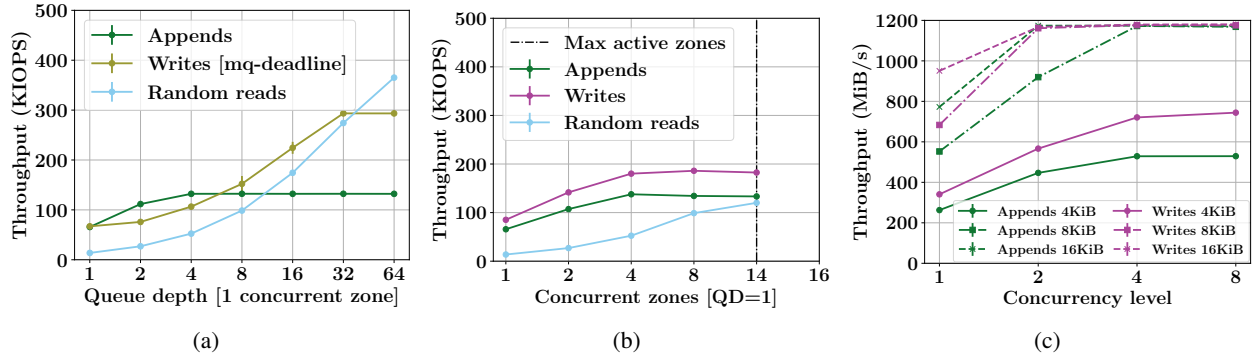 500
400
300
200
100
0
Throughput (KIOPS)
Appends
Writes [mq-deadline]
Random reads
1 2 4 8 16 32 64
Queue depth [1 concurrent zone]
(a)
500
400
300
200
100
0
Throughput (KIOPS)
Max active zones
Appends
Writes
Random reads
1 2 4 8 14 16
Concurrent zones [QD=1]
(b)
1200
1000
800
600
400
200
0
Throughput (MiB/s)
Appends 4KiB
Appends 8KiB
Appends 16KiB
Writes 4KiB
Writes 8KiB
Writes 16KiB
1 2 4 8
Concurrency level
(c)